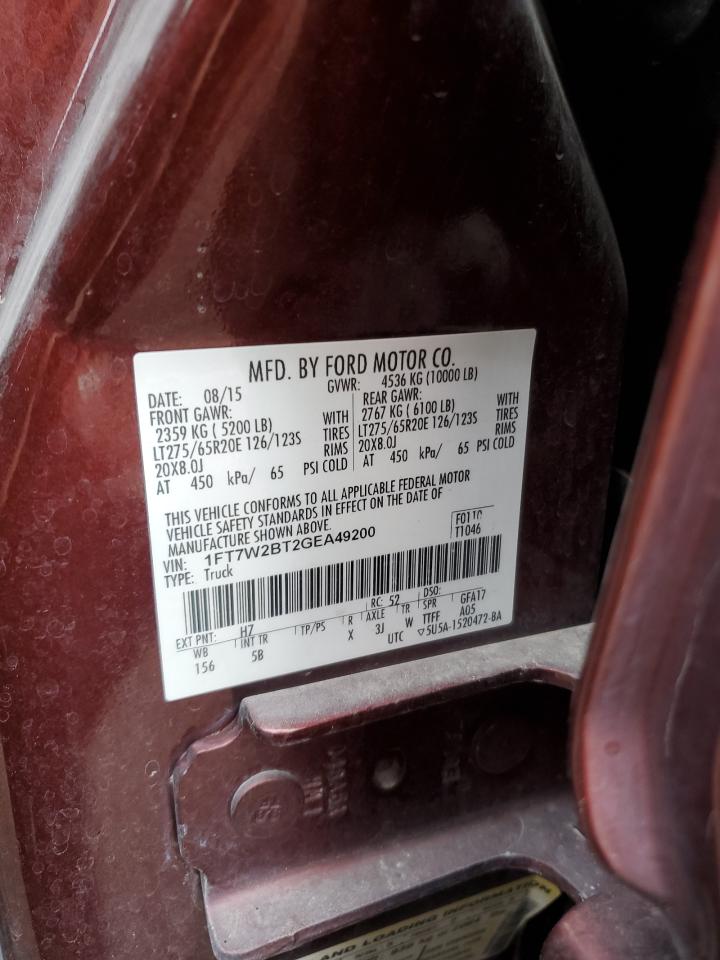 MFD. BY FORD MOTOR CO.
DATE: 08/15 GVWR: 4536 KG (10000 LB)
FRONT GAWR: REAR GAWR:
2359 KG ( 5200 LB) WITH 2767 KG ( 6100 LB) WITH
LT275/65R20E 126/123S TIRES LT275/65R20E 126/123S TIRES
20X8.0J RIMS 20X8.0J RIMS
AT 450 kPa/ 65 PSI COLD AT 450 kPa/ 65 PSI COLD
THIS VEHICLE CONFORMS TO ALL APPLICABLE FEDERAL MOTOR
VEHICLE SAFETY STANDARDS IN EFFECT ON THE DATE OF
MANUFACTURE SHOWN ABOVE.
VIN: 1FT7W2BT2GEA49200 F0110
TYPE: Truck T1046
EXT PNT: H7 RC: 52 DSO:
WB INT TR TP/PS R AXLE TR SPR GFA17
156 5B X 3J W TTFF A05
UTC ▽5U5A-1520472-BA
AND LOADING INFORMATION